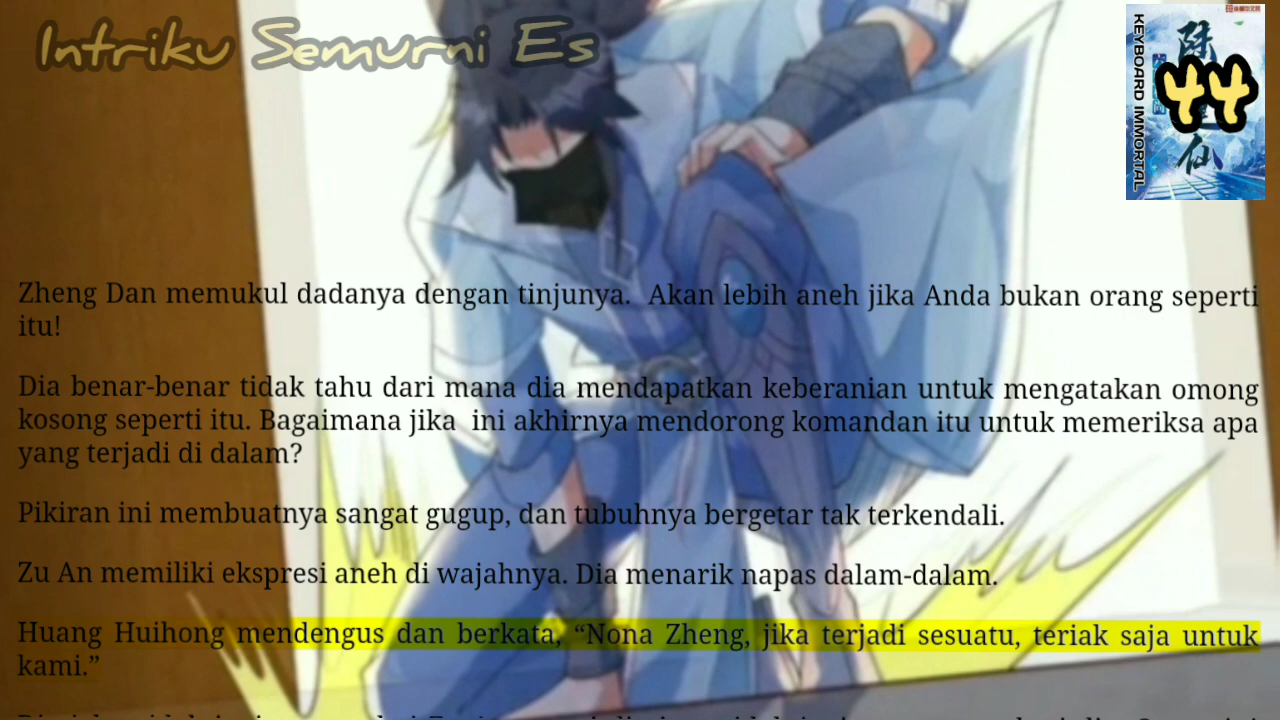 Intriku Semurni Es
KEYBOARD IMMORTAL
44
仙
Zheng Dan memukul dadanya dengan tinjunya.  Akan lebih aneh jika Anda bukan orang seperti
itu!
Dia benar-benar tidak tahu dari mana dia mendapatkan keberanian untuk mengatakan omong
kosong seperti itu. Bagaimana jika  ini akhirnya mendorong komandan itu untuk memeriksa apa
yang terjadi di dalam?
Pikiran ini membuatnya sangat gugup, dan tubuhnya bergetar tak terkendali.
Zu An memiliki ekspresi aneh di wajahnya. Dia menarik napas dalam-dalam.
Huang Huihong mendengus dan berkata, “Nona Zheng, jika terjadi sesuatu, teriak saja untuk
kami.”